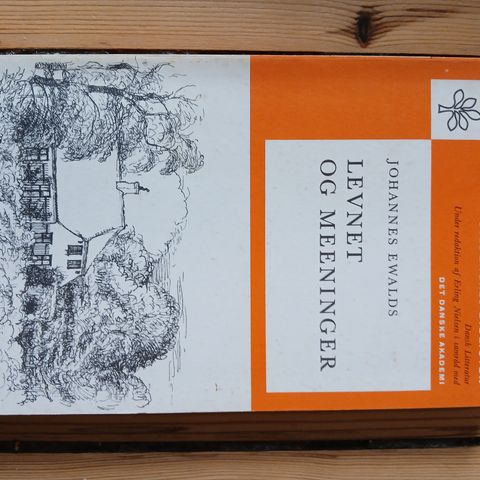 Dansk Litteratur
Under redaktion af Erling Nielsen i samråd med
DET DANSKE AKADEMI
JOHANNES EWALDS
LEVNET
OG MEENINGER